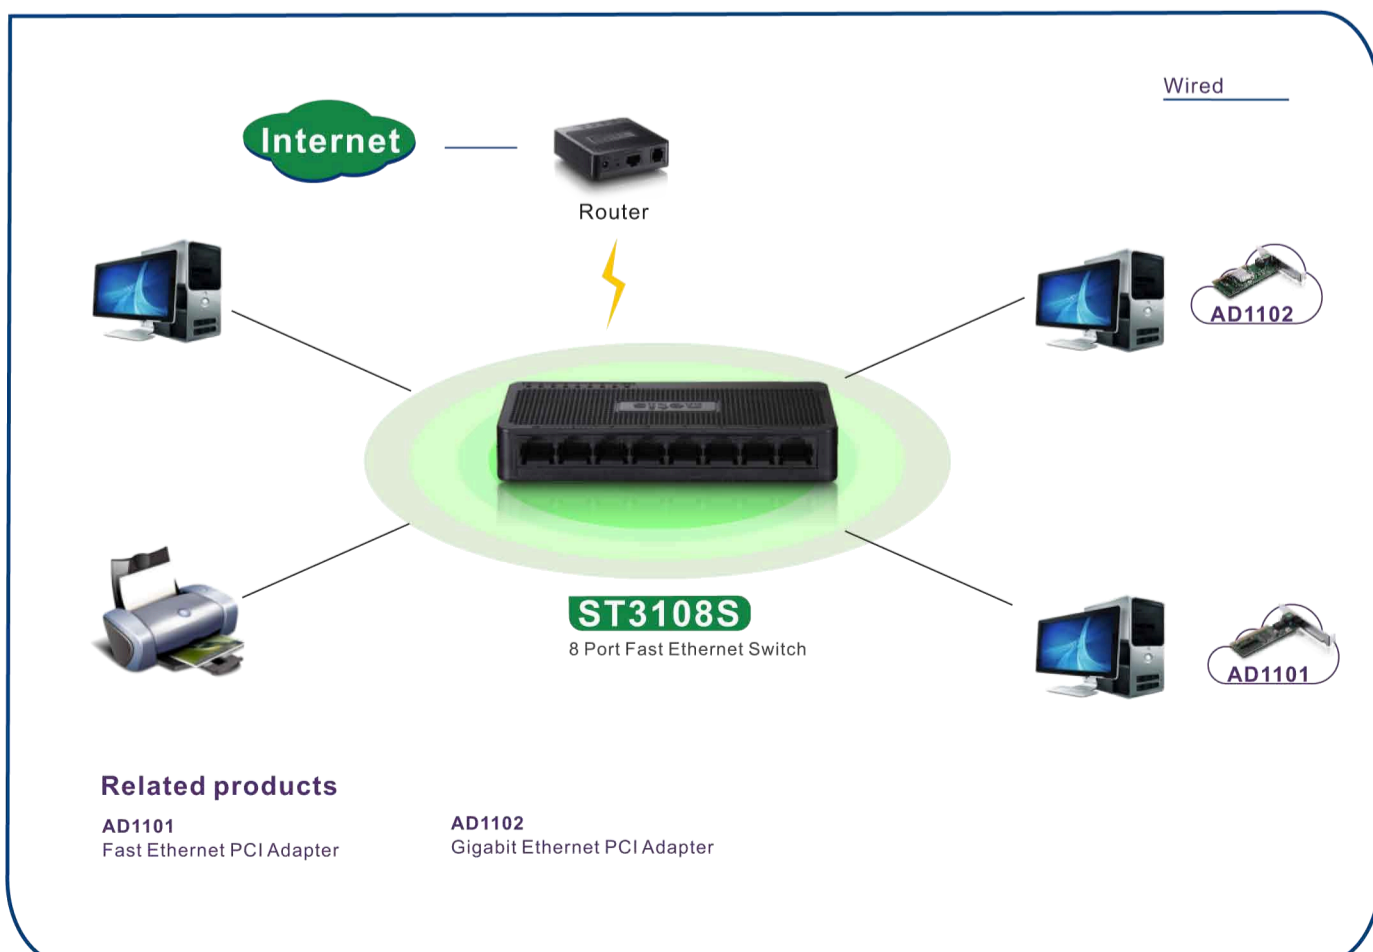 Wired
Internet
Router
AD1102
netis
ST3108S
8 Port Fast Ethernet Switch
AD1101
Related products
AD1101
Fast Ethernet PCI Adapter
AD1102
Gigabit Ethernet PCI Adapter